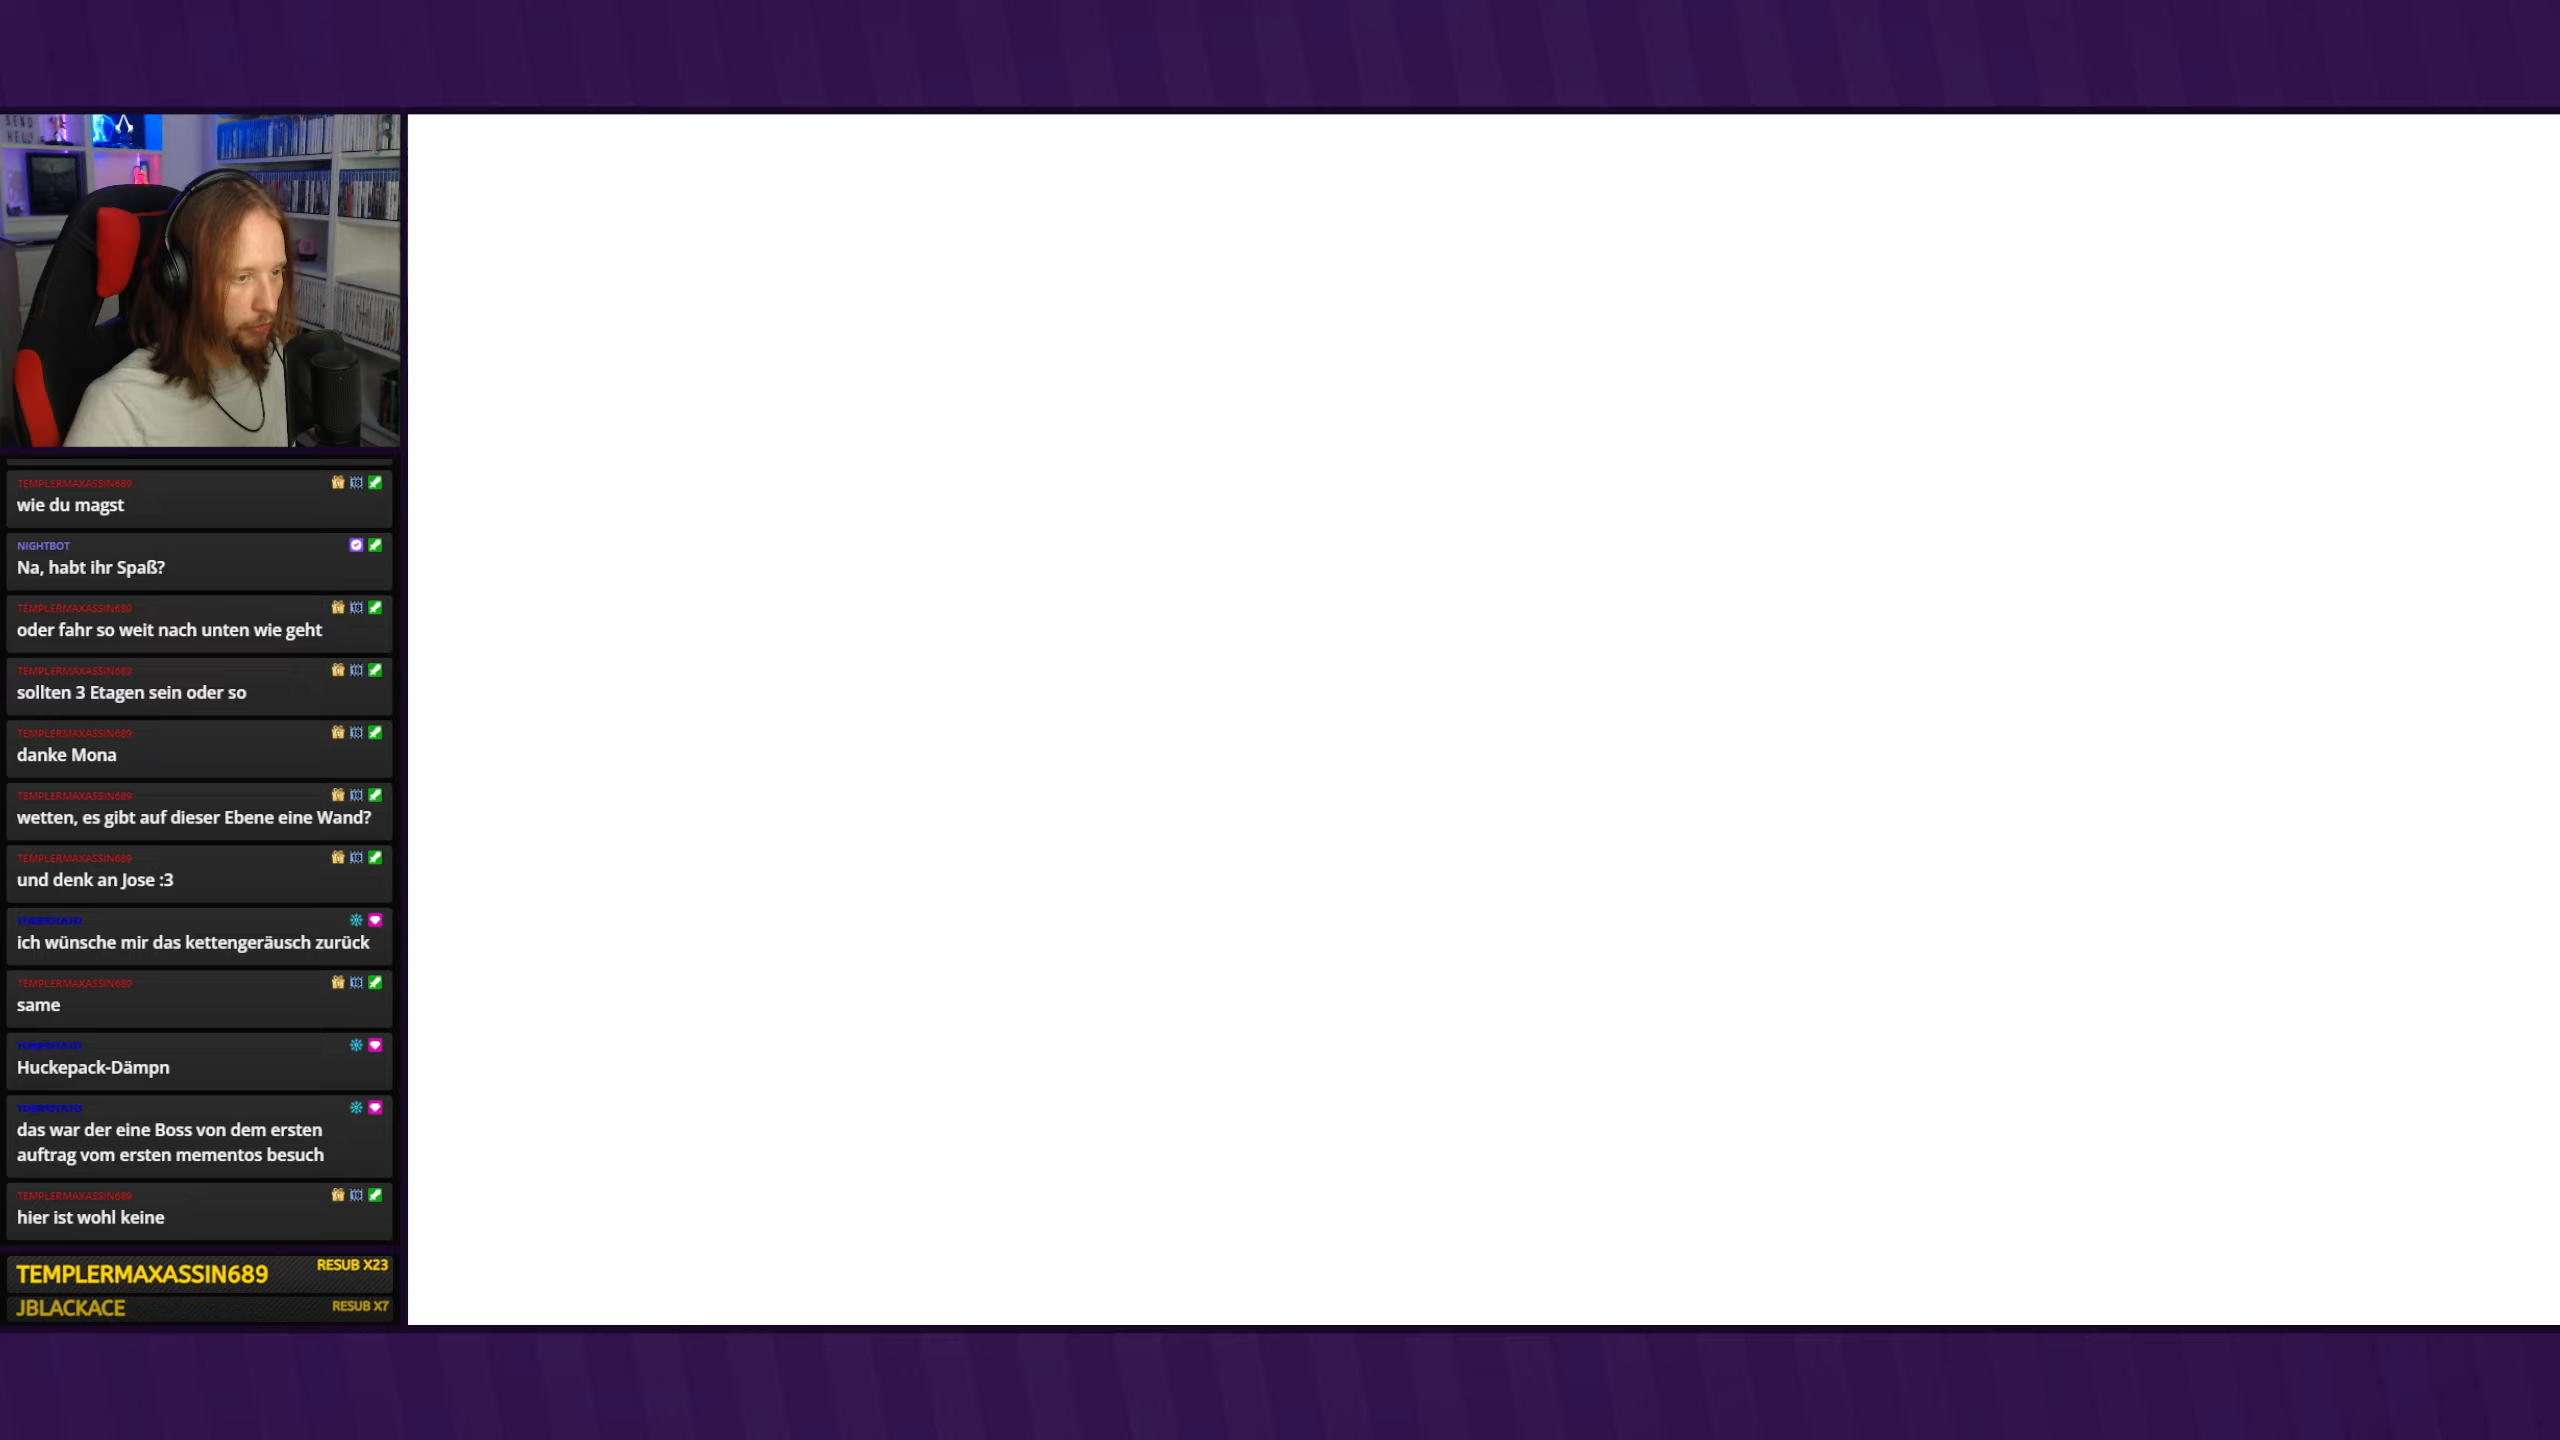 SEND
TEMPLERMAXASSIN689
wie du magst
NIGHTBOT
Na, habt ihr Spaß?
TEMPLERMAXASSIN689
oder fahr so weit nach unten wie geht
TEMPLERMAXASSIN689
sollten 3 Etagen sein oder so
TEMPLERMAXASSIN689
danke Mona
TEMPLERMAXASSIN689
wetten, es gibt auf dieser Ebene eine Wand?
TEMPLERMAXASSIN689
und denk an Jose :3
ich wünsche mir das kettengeräusch zurück
TEMPLERMAXASSIN689
same
Huckepack-Dämpn
das war der eine Boss von dem ersten
auftrag vom ersten mementos besuch
TEMPLERMAXASSIN689
hier ist wohl keine
TEMPLERMAXASSIN689 RESUB X23
JBLACKACE RESUB X7